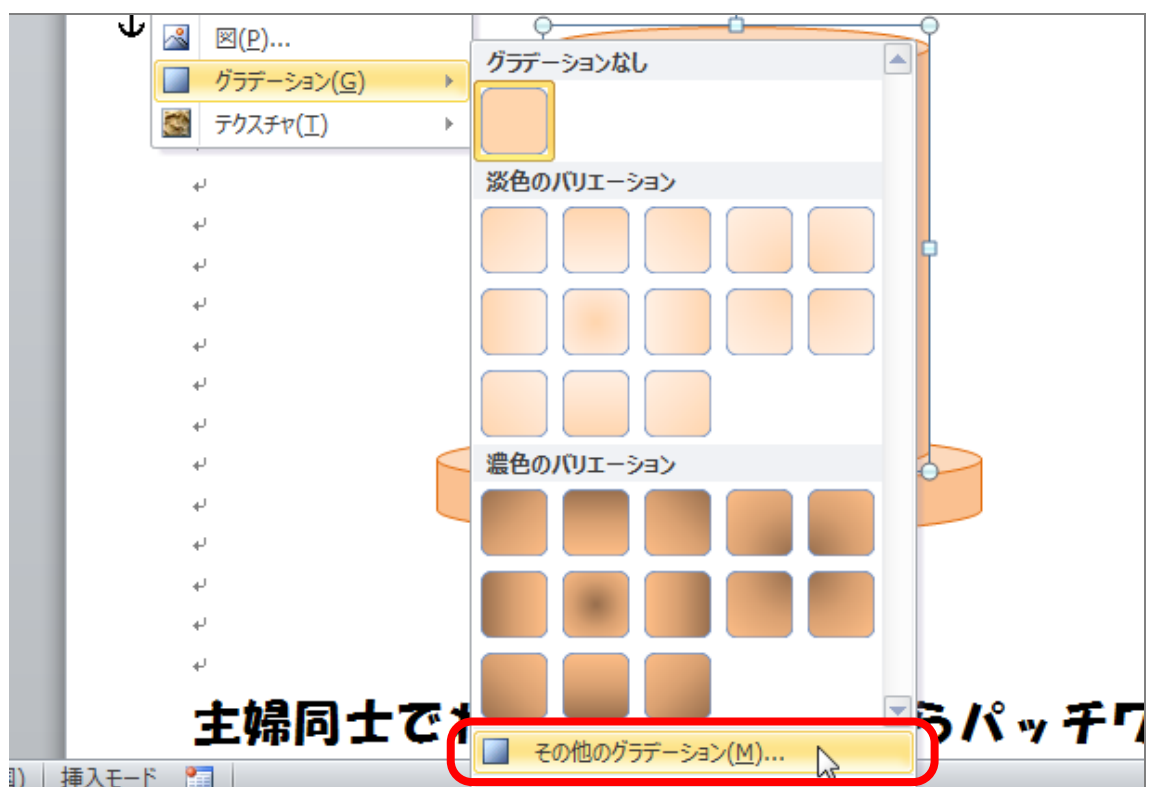 図(P)...
グラデーション(G)
テクスチャ(T)
グラデーションなし
淡色のバリエーション
濃色のバリエーション
その他のグラデーション(M)...
主婦同士で
らパッチワ
挿入モード